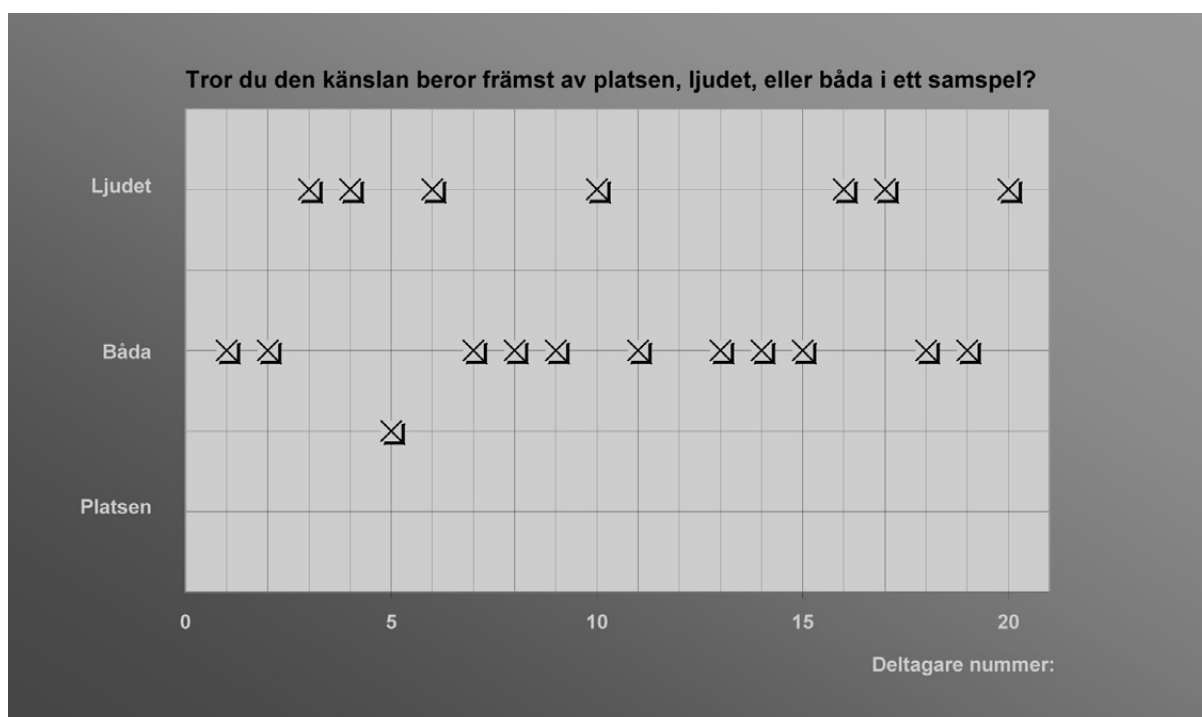 Tror du den känslan beror främst av platsen, ljudet, eller båda i ett samspel?
Ljudet
Båda
Platsen
0 5 10 15 20
Deltagare nummer: